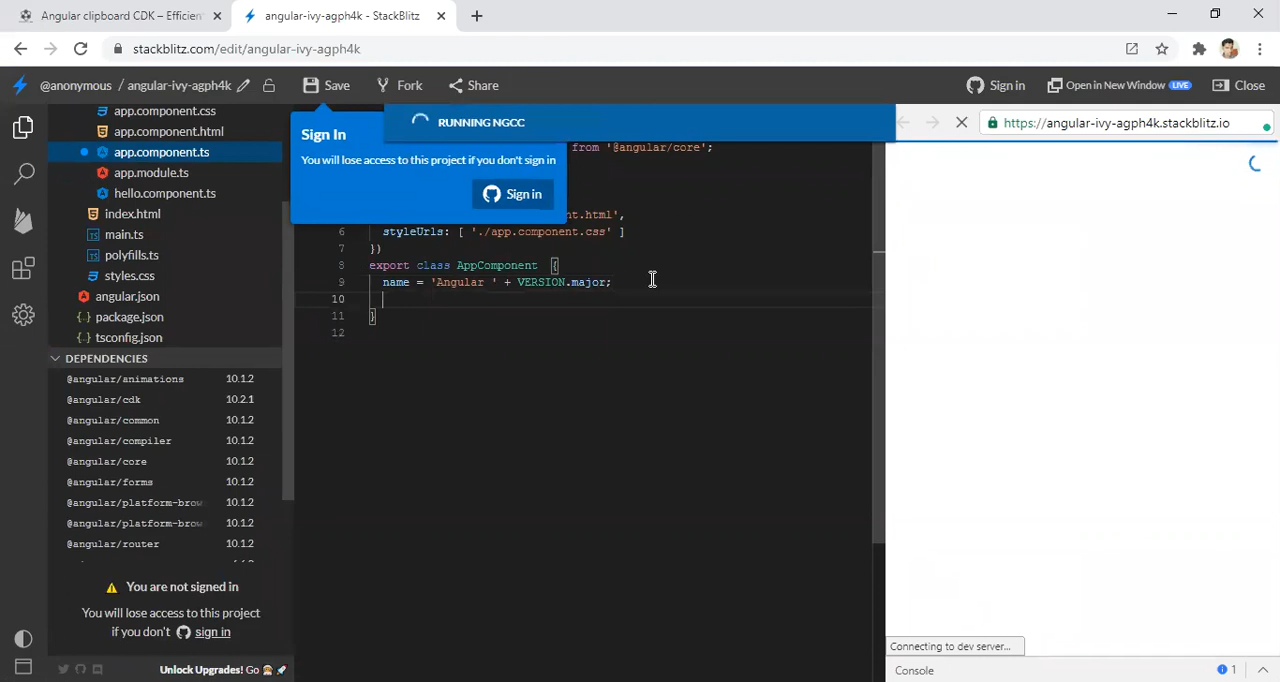 Angular clipboard CDK – Efficien
angular-ivy-agph4k - StackBlitz
stackblitz.com/edit/angular-ivy-agph4k
@anonymous / angular-ivy-agph4k
Save
Fork
Share
Sign in
Open in New Window LIVE
Close
app.component.css
app.component.html
app.component.ts
app.module.ts
hello.component.ts
index.html
TS main.ts
TS polyfills.ts
styles.css
angular.json
{..} package.json
{..} tsconfig.json
DEPENDENCIES
@angular/animations 10.1.2
@angular/cdk 10.2.1
@angular/common 10.1.2
@angular/compiler 10.1.2
@angular/core 10.1.2
@angular/forms 10.1.2
@angular/platform-brow 10.1.2
@angular/platform-brow 10.1.2
@angular/router 10.1.2
You are not signed in
You will lose access to this project
if you don't sign in
Unlock Upgrades! Go
Sign In
You will lose access to this project if you don't sign in
Sign in
RUNNING NGCC
from '@angular/core';
nt.html',
6 styleUrls: [ './app.component.css' ]
7 })
8 export class AppComponent {
9 name = 'Angular ' + VERSION.major;
10
11 }
12
https://angular-ivy-agph4k.stackblitz.io
Connecting to dev server...
Console
1